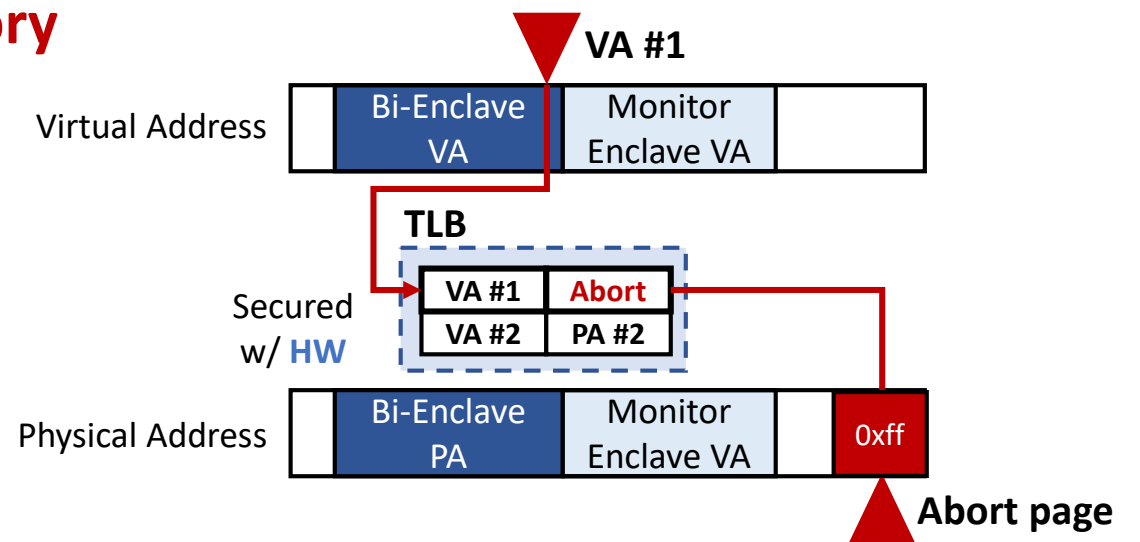 ory
VA #1
Virtual Address
Bi-Enclave
VA
Monitor
Enclave VA
TLB
VA #1
Abort
VA #2
PA #2
Secured
w/ HW
Physical Address
Bi-Enclave
PA
Monitor
Enclave VA
0xff
Abort page